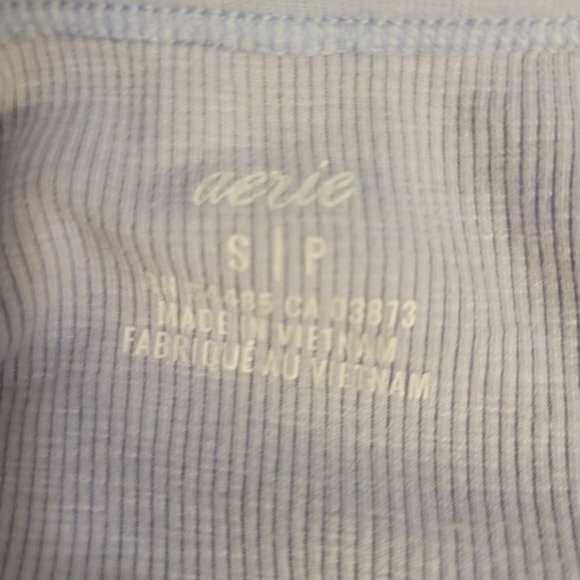 aerie
S | P
RN 54485 CA 03873
MADE IN VIETNAM
FABRIQUÉ AU VIETNAM